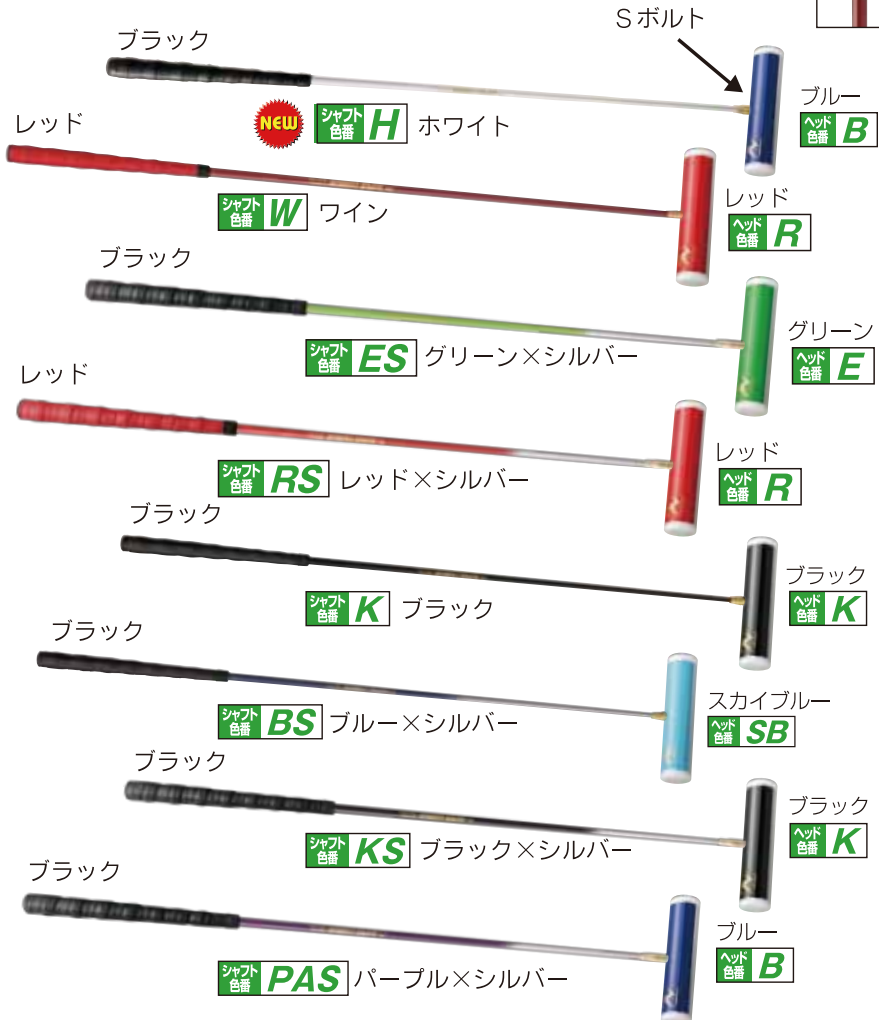 Sボルト
ブラック
ブルー
ヘッド色番 B
NEW シャフト色番 H ホワイト
レッド
レッド
ヘッド色番 R
シャフト色番 W ワイン
ブラック
グリーン
ヘッド色番 E
シャフト色番 ES グリーン×シルバー
レッド
レッド
ヘッド色番 R
シャフト色番 RS レッド×シルバー
ブラック
ブラック
ヘッド色番 K
シャフト色番 K ブラック
ブラック
スカイブルー
ヘッド色番 SB
シャフト色番 BS ブルー×シルバー
ブラック
ブラック
ヘッド色番 K
シャフト色番 KS ブラック×シルバー
ブラック
ブルー
ヘッド色番 B
シャフト色番 PAS パープル×シルバー